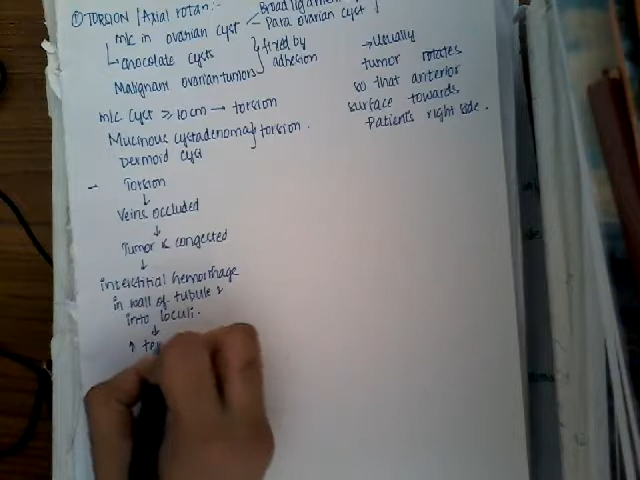 ① TORSION / Axial rotan :-
m/c in ovarian cyst
Broad ligament
Para ovarian cyst
chocolate cysts
Malignant ovarian tumors
fixed by
adhesion
m/c cyst ≥ 10cm → torsion
Mucinous cystadenoma
Dermoid cyst
torsion.
→ Usually
tumor rotates
so that anterior
surface towards
Patient's right side.
- Torsion
↓
Veins occluded
↓
Tumor is congested
↓
interstitial hemorrhage
in wall of tubule &
into loculi.
↓
↑